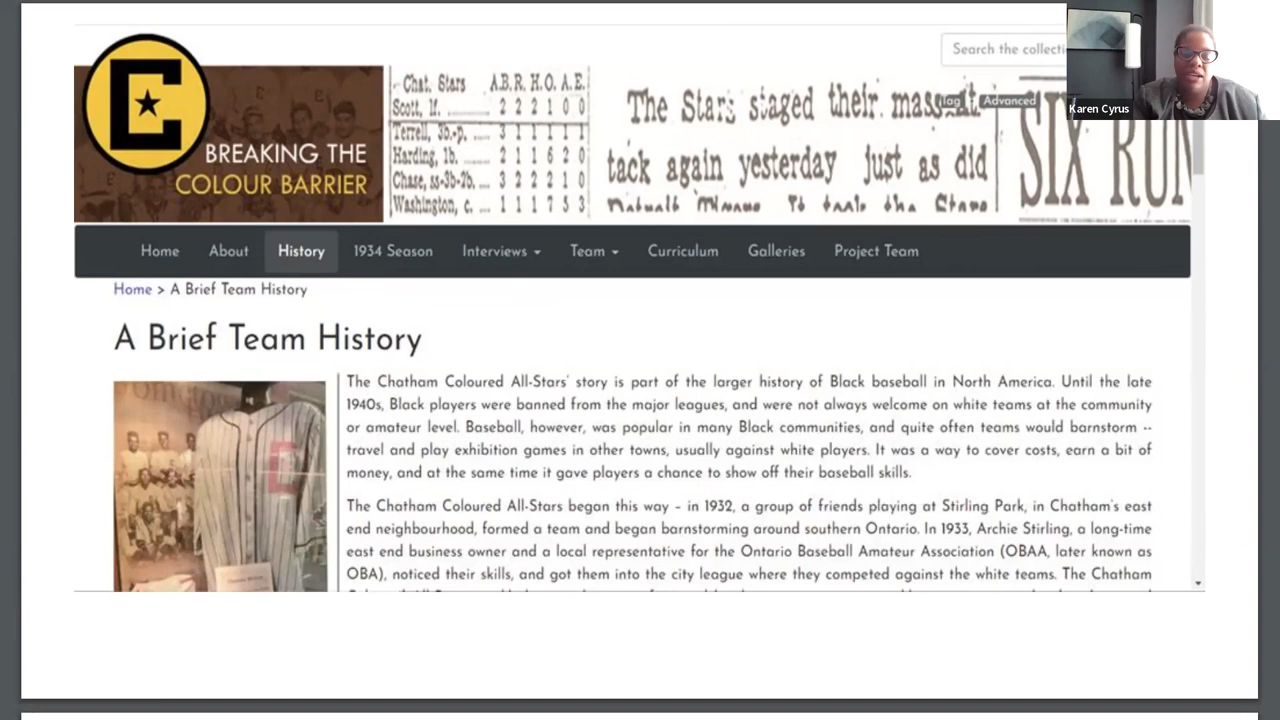 Search the collecti
C
BREAKING THE
COLOUR BARRIER
Chat. Stars A.B.R. H.O. A.E.
Scott, lf. 2 2 2 1 0 0
Terrell, 3b.-p. 3 1 1 1 1 1
Harding, 1b. 2 1 1 6 2 0
Chase, ss-3b-2b. 3 2 2 2 1 0
Washington, c. 1 1 1 7 5 3
The Stars staged their
tack again yesterday just as did
SIX RUN
Advanced
Karen Cyrus
Home About History 1934 Season Interviews Team Curriculum Galleries Project Team
Home > A Brief Team History
A Brief Team History
The Chatham Coloured All-Stars' story is part of the larger history of Black baseball in North America. Until the late
1940s, Black players were banned from the major leagues, and were not always welcome on white teams at the community
or amateur level. Baseball, however, was popular in many Black communities, and quite often teams would barnstorm --
travel and play exhibition games in other towns, usually against white players. It was a way to cover costs, earn a bit of
money, and at the same time it gave players a chance to show off their baseball skills.
The Chatham Coloured All-Stars began this way – in 1932, a group of friends playing at Stirling Park, in Chatham's east
end neighbourhood, formed a team and began barnstorming around southern Ontario. In 1933, Archie Stirling, a long-time
east end business owner and a local representative for the Ontario Baseball Amateur Association (OBAA, later known as
OBA), noticed their skills, and got them into the city league where they competed against the white teams. The Chatham